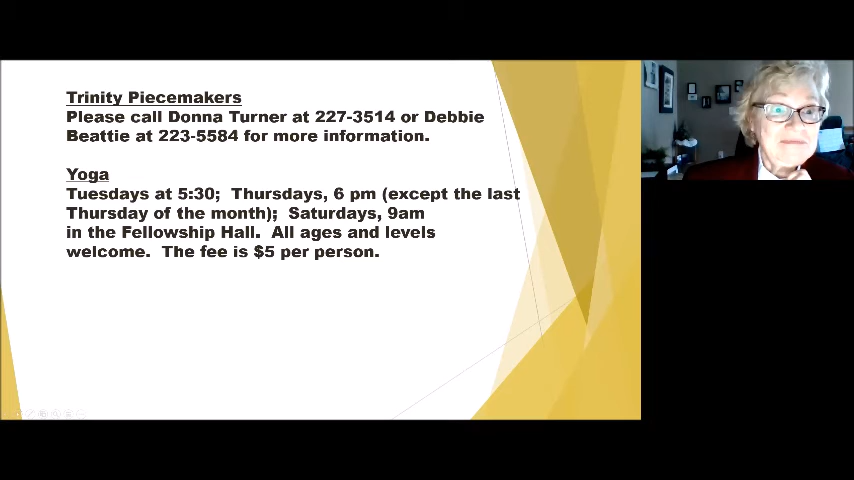 Trinity Piecemakers
Please call Donna Turner at 227-3514 or Debbie
Beattie at 223-5584 for more information.
Yoga
Tuesdays at 5:30;  Thursdays, 6 pm (except the last
Thursday of the month);  Saturdays, 9am
in the Fellowship Hall.  All ages and levels
welcome.  The fee is $5 per person.